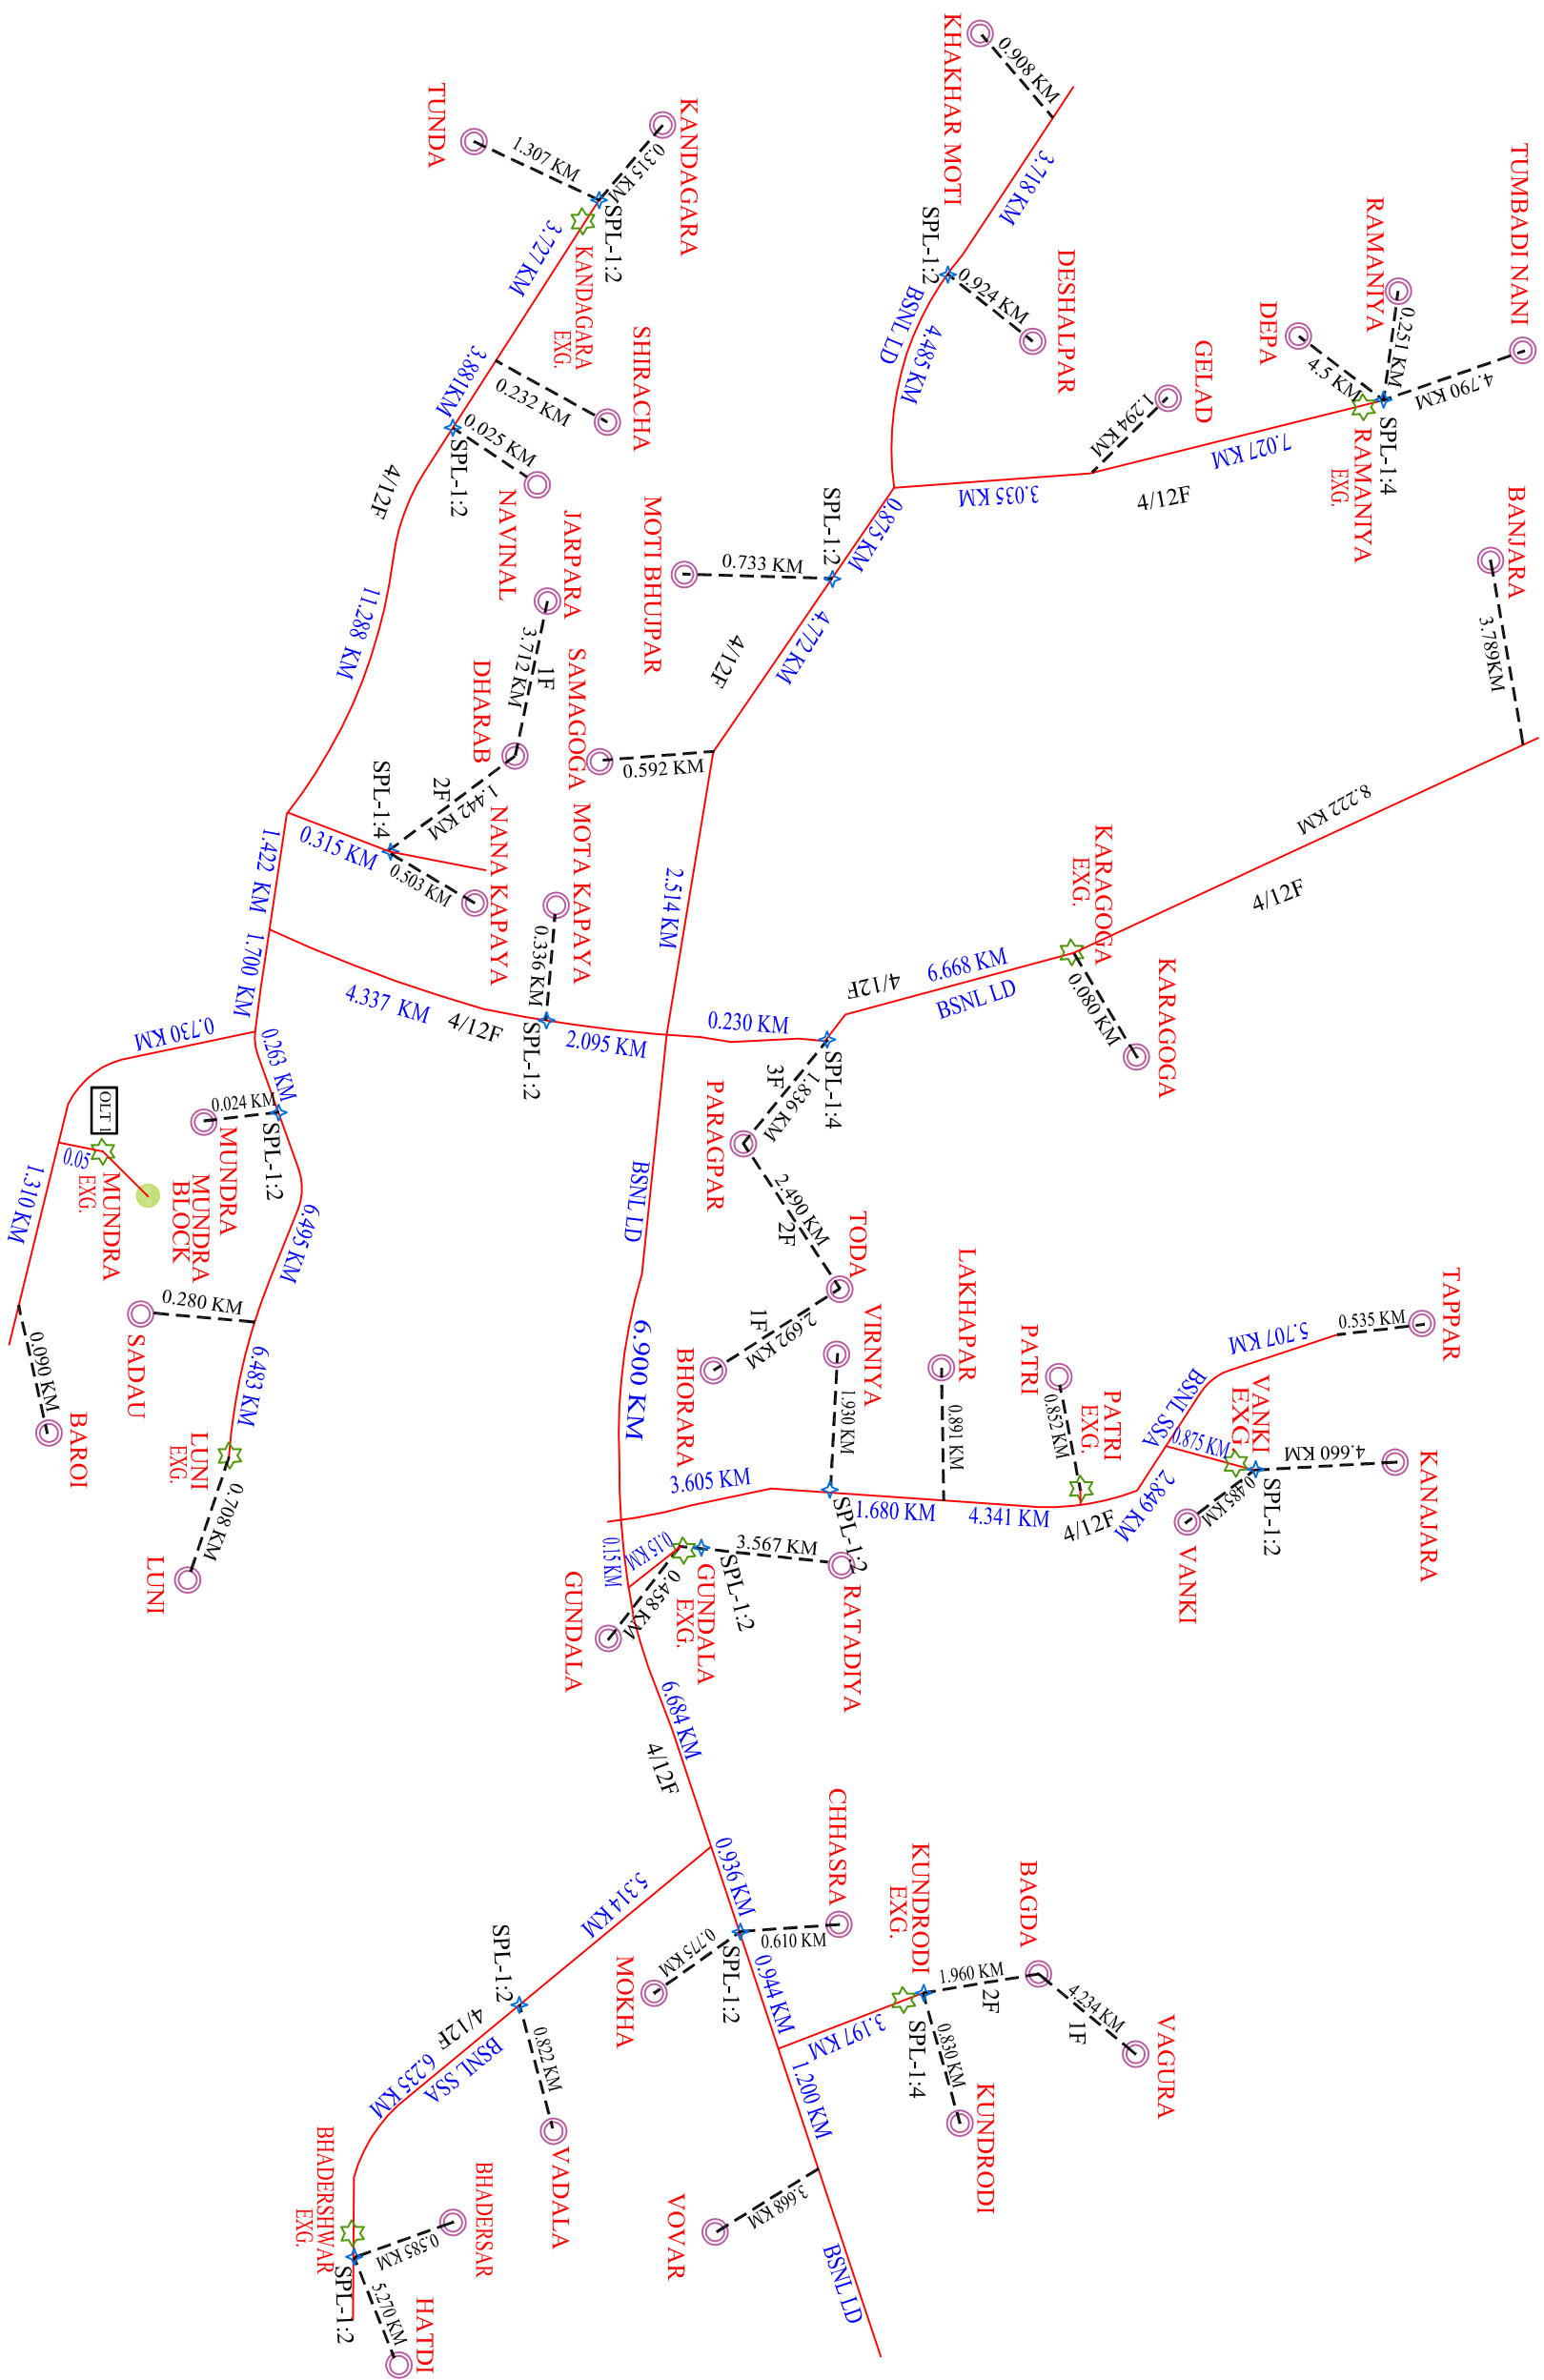 KHAKHAR MOTI
0.908 KM
3.718 KM
SPL-1:2
0.924 KM
DESHALPAR
BSNL LD
4.485 KM
TUMBADI NANI
4.790 KM
RAMANIYA
0.251 KM
DEPA
4.5 KM
SPL-1:4
RAMANIYA
EXG.
7.027 KM
GELAD
1.294 KM
4/12F
3.035 KM
TUNDA
1.307 KM
KANDAGARA
0.315KM
SPL-1:2
KANDAGARA
EXG.
3.727 KM
SHIRACHA
0.232 KM
3.881KM
0.025 KM
SPL-1:2
NAVINAL
4/12F
11.288 KM
0.875 KM
SPL-1:2
MOTI BHUJPAR
0.733 KM
4.772 KM
4/12F
BANJARA
3.789KM
8.222 KM
4/12F
JARPARA
3.712 KM
1F
DHARAB
2F
1.442 KM
SAMAGOGA
0.592 KM
SPL-1:4
0.315 KM
0.503 KM
NANA KAPAYA
MOTA KAPAYA
0.336 KM
SPL-1:2
2.514 KM
KARAGOGA
EXG.
0.080 KM
KARAGOGA
6.668 KM
BSNL LD
4/12F
1.422 KM
1.700 KM
4.337 KM
4/12F
2.095 KM
0.230 KM
SPL-1:4
3F
1.836 KM
PARAGPAR
2.490 KM
2F
TODA
1F
2.692 KM
BHORARA
0.730 KM
0.263 KM
0.024 KM
SPL-1:2
MUNDRA
MUNDRA
BLOCK
OLT 1
0.05
MUNDRA
EXG.
1.310 KM
0.090 KM
BAROI
6.495 KM
0.280 KM
SADAU
6.483 KM
LUNI
EXG.
0.708 KM
LUNI
BSNL LD
6.900 KM
VIRNIYA
1.930 KM
LAKHAPAR
0.891 KM
PATRI
0.852 KM
PATRI
EXG.
TAPPAR
0.535 KM
5.707 KM
BSNL SSA
VANKI
EXG
0.875 KM
4.660 KM
KANAJARA
0.485KM
SPL-1:2
VANKI
2.849 KM
4/12F
4.341 KM
1.680 KM
SPL-1:2
3.605 KM
0.15 KM
0.15 KM
GUNDALA
EXG.
SPL-1:2
3.567 KM
RATADIYA
0.458 KM
GUNDALA
6.684 KM
4/12F
0.936 KM
CHHASRA
0.610 KM
0.775 KM
MOKHA
SPL-1:2
0.944 KM
KUNDRODI
EXG.
BAGDA
1.960 KM
2F
4.234 KM
1F
VAGURA
SPL-1:4
0.830 KM
KUNDRODI
3.197 KM
1.200 KM
3.668 KM
VOVAR
BSNL LD
5.314 KM
SPL-1:2
0.822 KM
VADALA
4/12F
BSNL SSA
6.235 KM
BHADERSHWAR
EXG.
BHADERSAR
0.585 KM
SPL-1:2
5.270 KM
HATDI